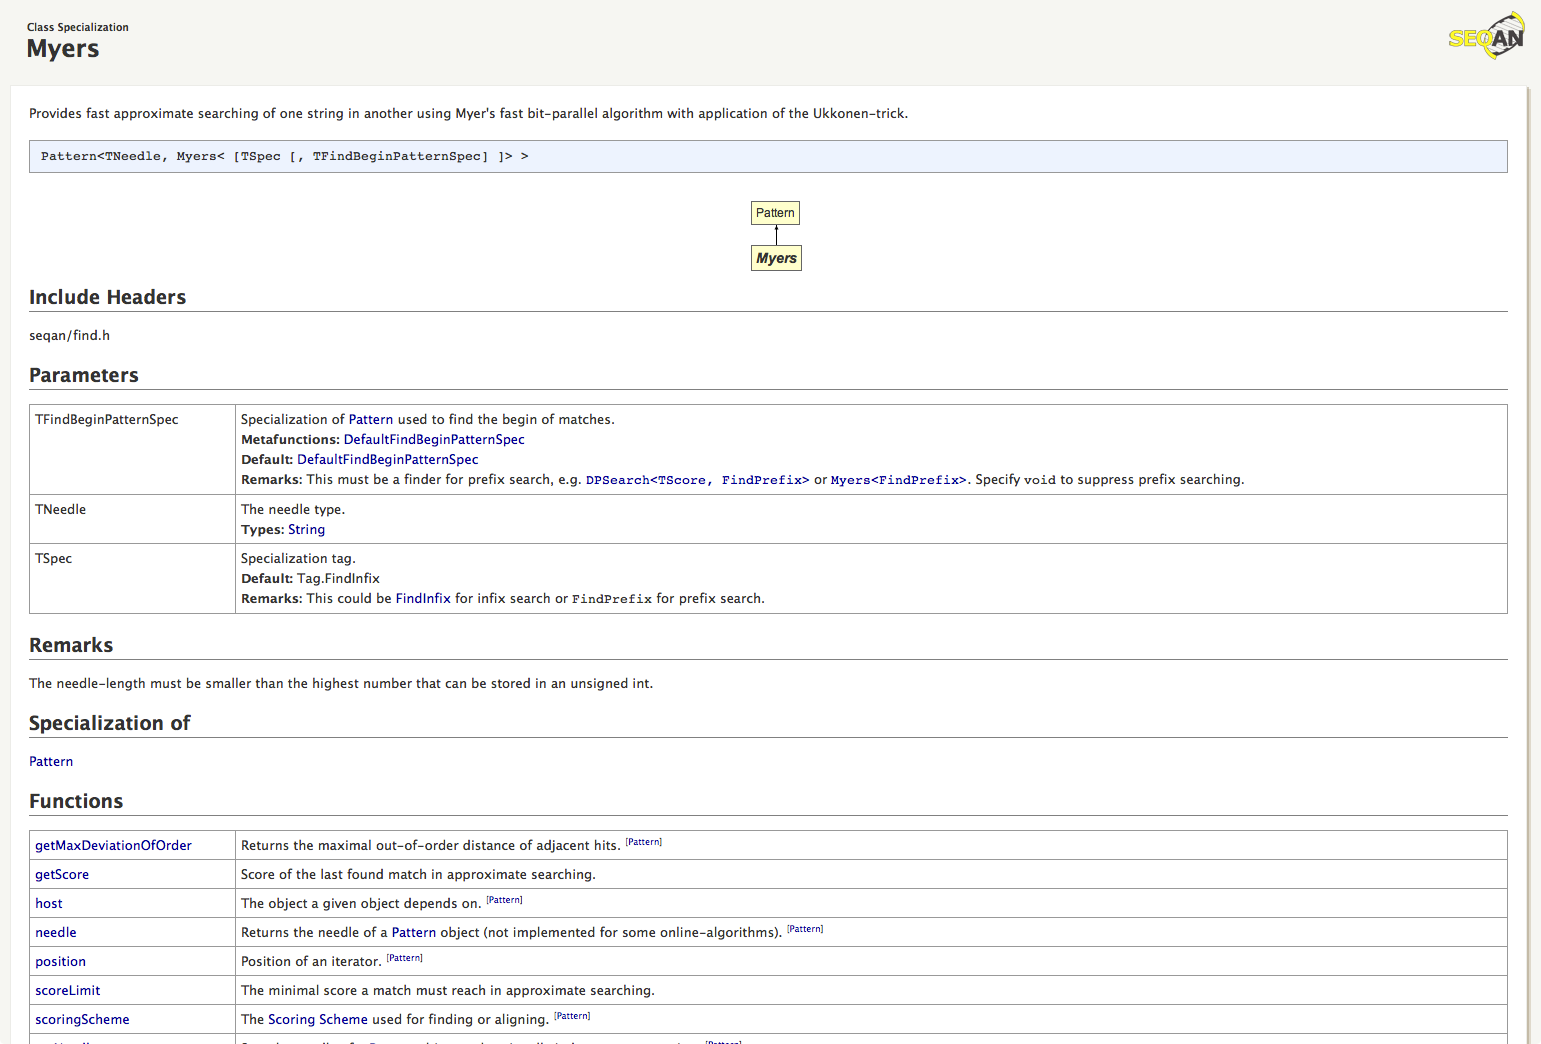 Class Specialization
Myers
SEQAN
Provides fast approximate searching of one string in another using Myer's fast bit-parallel algorithm with application of the Ukkonen-trick.
Pattern<TNeedle, Myers< [TSpec [, TFindBeginPatternSpec] ]> >
Pattern
Myers
Include Headers
seqan/find.h
Parameters
TFindBeginPatternSpec
Specialization of Pattern used to find the begin of matches.
Metafunctions: DefaultFindBeginPatternSpec
Default: DefaultFindBeginPatternSpec
Remarks: This must be a finder for prefix search, e.g. DPSearch<TScore, FindPrefix> or Myers<FindPrefix>. Specify void to suppress prefix searching.
TNeedle
The needle type.
Types: String
TSpec
Specialization tag.
Default: Tag.FindInfix
Remarks: This could be FindInfix for infix search or FindPrefix for prefix search.
Remarks
The needle-length must be smaller than the highest number that can be stored in an unsigned int.
Specialization of
Pattern
Functions
getMaxDeviationOfOrder Returns the maximal out-of-order distance of adjacent hits. [Pattern]
getScore Score of the last found match in approximate searching.
host The object a given object depends on. [Pattern]
needle Returns the needle of a Pattern object (not implemented for some online-algorithms). [Pattern]
position Position of an iterator. [Pattern]
scoreLimit The minimal score a match must reach in approximate searching.
scoringScheme The Scoring Scheme used for finding or aligning. [Pattern]